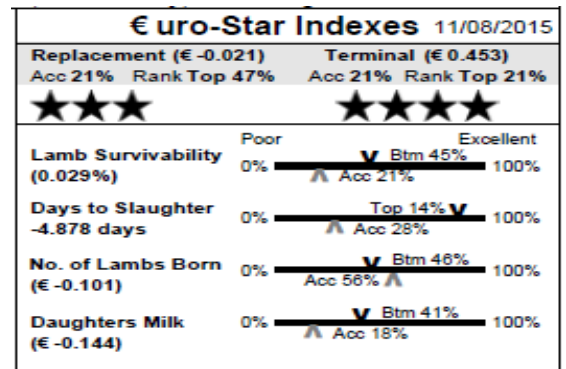 €uro-Star Indexes 11/08/2015
Replacement (€ -0.021) Terminal (€ 0.453)
Acc 21% Rank Top 47% Acc 21% Rank Top 21%
Poor Excellent
Lamb Survivability 0% Btm 45% 100%
(0.029%) Acc 21%
Days to Slaughter 0% Top 14% 100%
-4.878 days Acc 28%
No. of Lambs Born 0% Btm 46% 100%
(€ -0.101) Acc 56%
Daughters Milk 0% Btm 41% 100%
(€ -0.144) Acc 18%